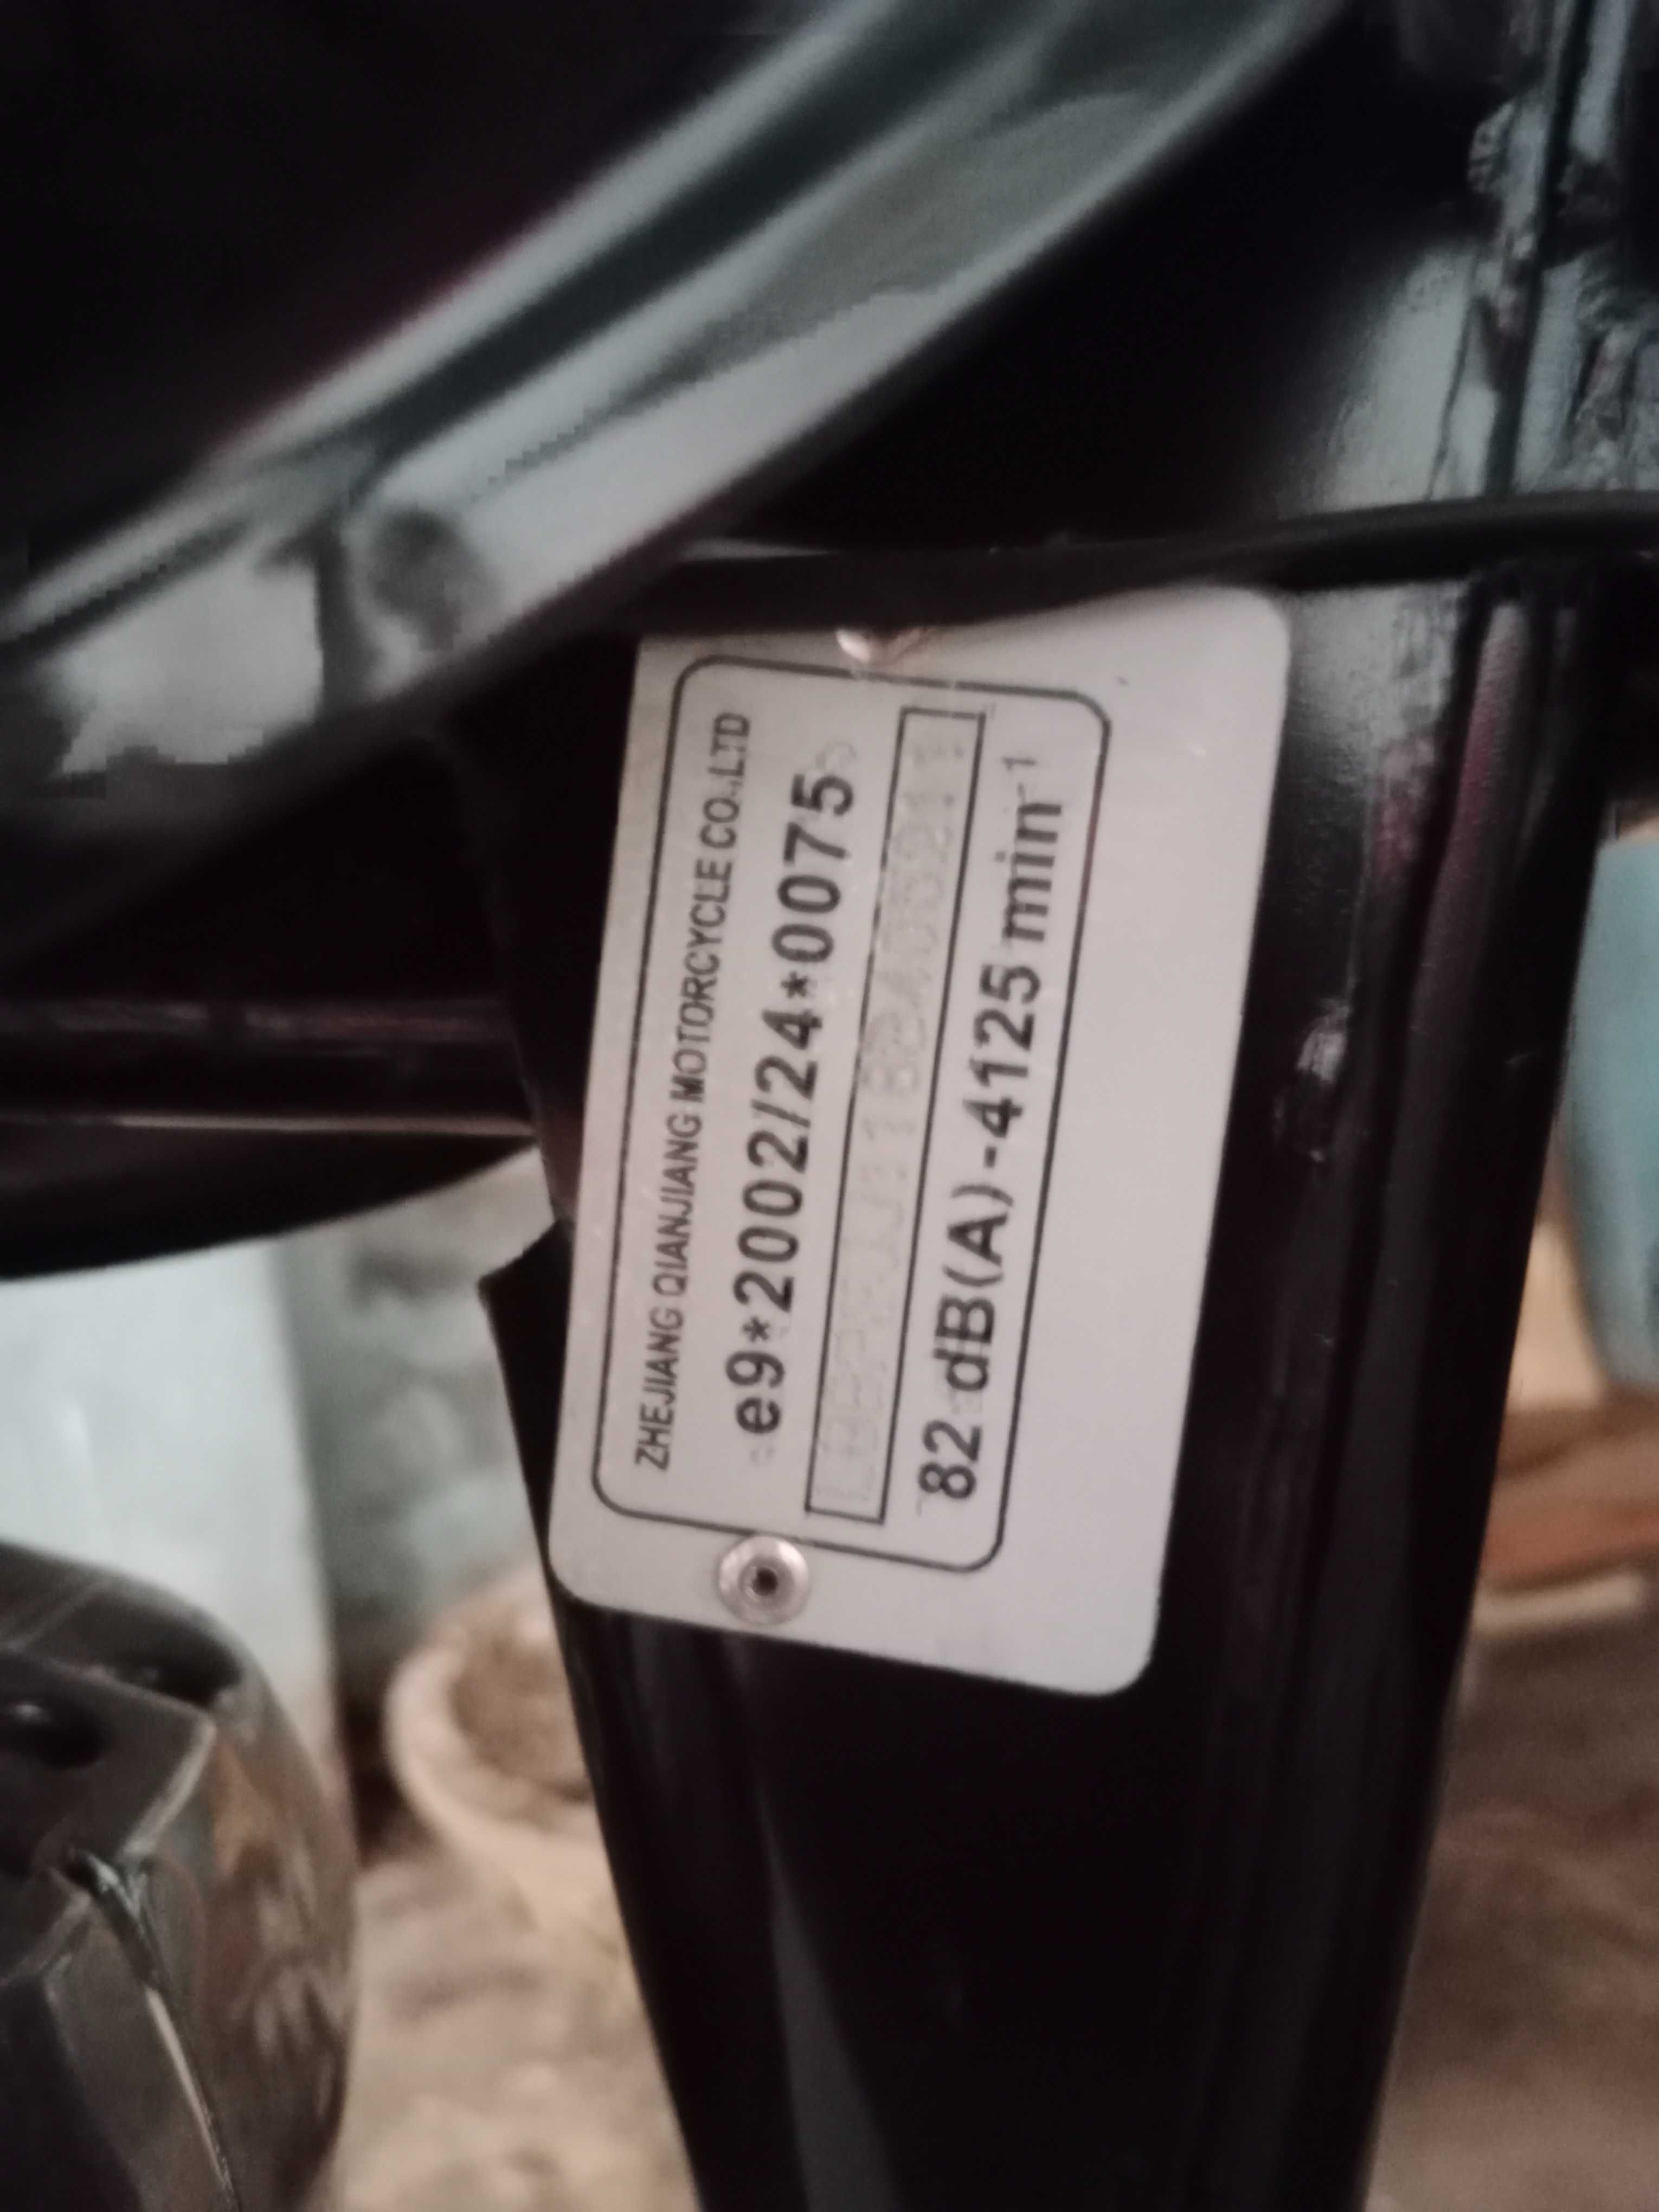 ZHEJIANG QIANJIANG MOTORCYCLE CO.,LTD
e9*2002/24*0075
82 dB(A)-4125 min⁻¹